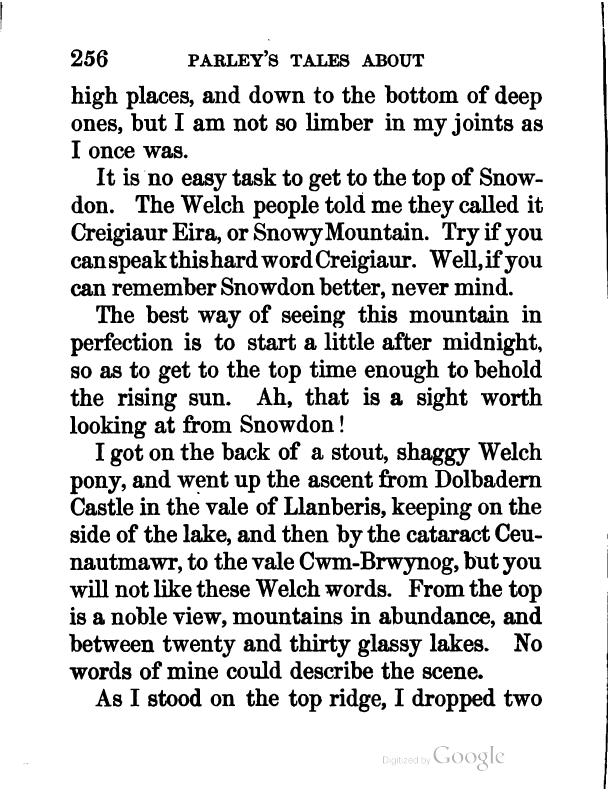 256 PARLEY'S TALES ABOUT
high places, and down to the bottom of deep
ones, but I am not so limber in my joints as
I once was.
It is no easy task to get to the top of Snow-
don. The Welch people told me they called it
Creigiaur Eira, or Snowy Mountain. Try if you
can speak this hard word Creigiaur. Well, if you
can remember Snowdon better, never mind.
The best way of seeing this mountain in
perfection is to start a little after midnight,
so as to get to the top time enough to behold
the rising sun. Ah, that is a sight worth
looking at from Snowdon!
I got on the back of a stout, shaggy Welch
pony, and went up the ascent from Dolbadern
Castle in the vale of Llanberis, keeping on the
side of the lake, and then by the cataract Ceu-
nautmawr, to the vale Cwm-Brwynog, but you
will not like these Welch words. From the top
is a noble view, mountains in abundance, and
between twenty and thirty glassy lakes. No
words of mine could describe the scene.
As I stood on the top ridge, I dropped two
Digitized by Google